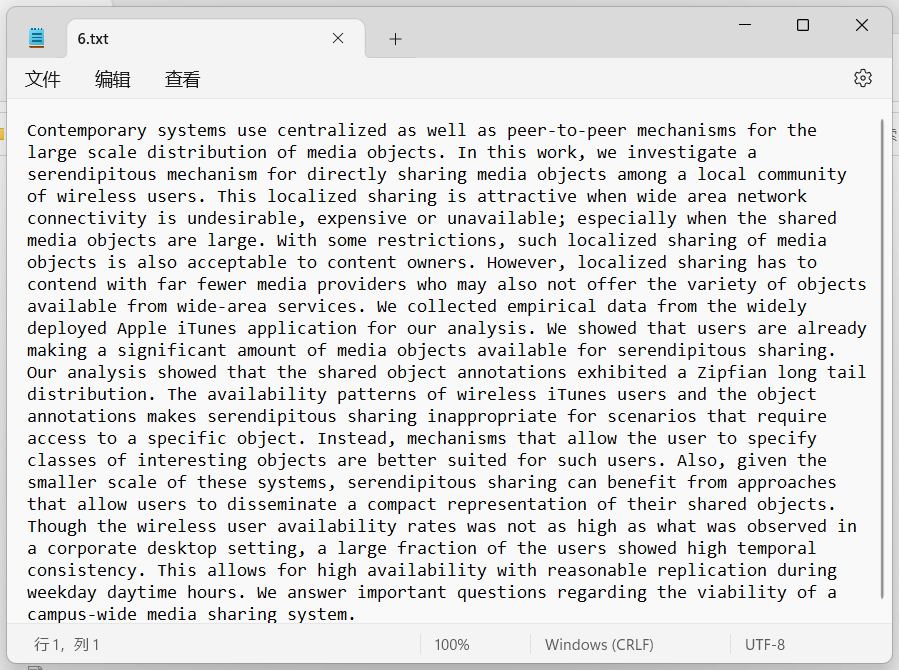 6.txt
文件 编辑 查看
Contemporary systems use centralized as well as peer-to-peer mechanisms for the
large scale distribution of media objects. In this work, we investigate a
serendipitous mechanism for directly sharing media objects among a local community
of wireless users. This localized sharing is attractive when wide area network
connectivity is undesirable, expensive or unavailable; especially when the shared
media objects are large. With some restrictions, such localized sharing of media
objects is also acceptable to content owners. However, localized sharing has to
contend with far fewer media providers who may also not offer the variety of objects
available from wide-area services. We collected empirical data from the widely
deployed Apple iTunes application for our analysis. We showed that users are already
making a significant amount of media objects available for serendipitous sharing.
Our analysis showed that the shared object annotations exhibited a Zipfian long tail
distribution. The availability patterns of wireless iTunes users and the object
annotations makes serendipitous sharing inappropriate for scenarios that require
access to a specific object. Instead, mechanisms that allow the user to specify
classes of interesting objects are better suited for such users. Also, given the
smaller scale of these systems, serendipitous sharing can benefit from approaches
that allow users to disseminate a compact representation of their shared objects.
Though the wireless user availability rates was not as high as what was observed in
a corporate desktop setting, a large fraction of the users showed high temporal
consistency. This allows for high availability with reasonable replication during
weekday daytime hours. We answer important questions regarding the viability of a
campus-wide media sharing system.
行 1，列 1 100% Windows (CRLF) UTF-8